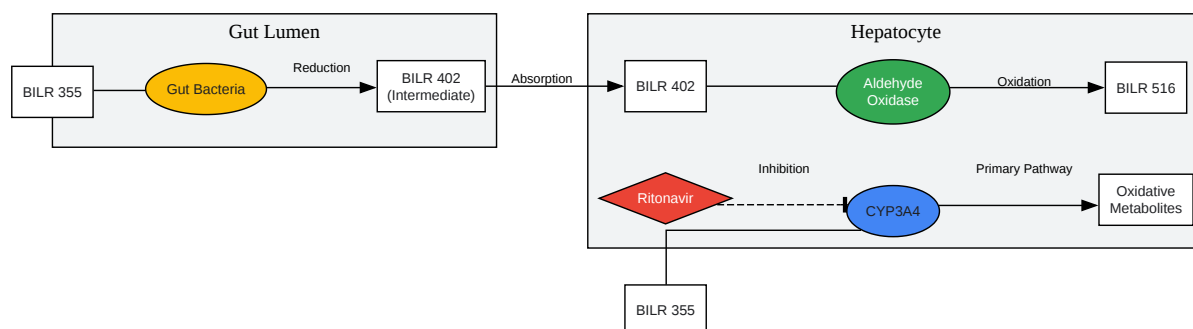 Gut Lumen
BILR 355
Gut Bacteria
Reduction
BILR 402
(Intermediate)
Absorption
Hepatocyte
BILR 402
Aldehyde
Oxidase
Oxidation
BILR 516
Ritonavir
Inhibition
CYP3A4
Primary Pathway
Oxidative
Metabolites
BILR 355